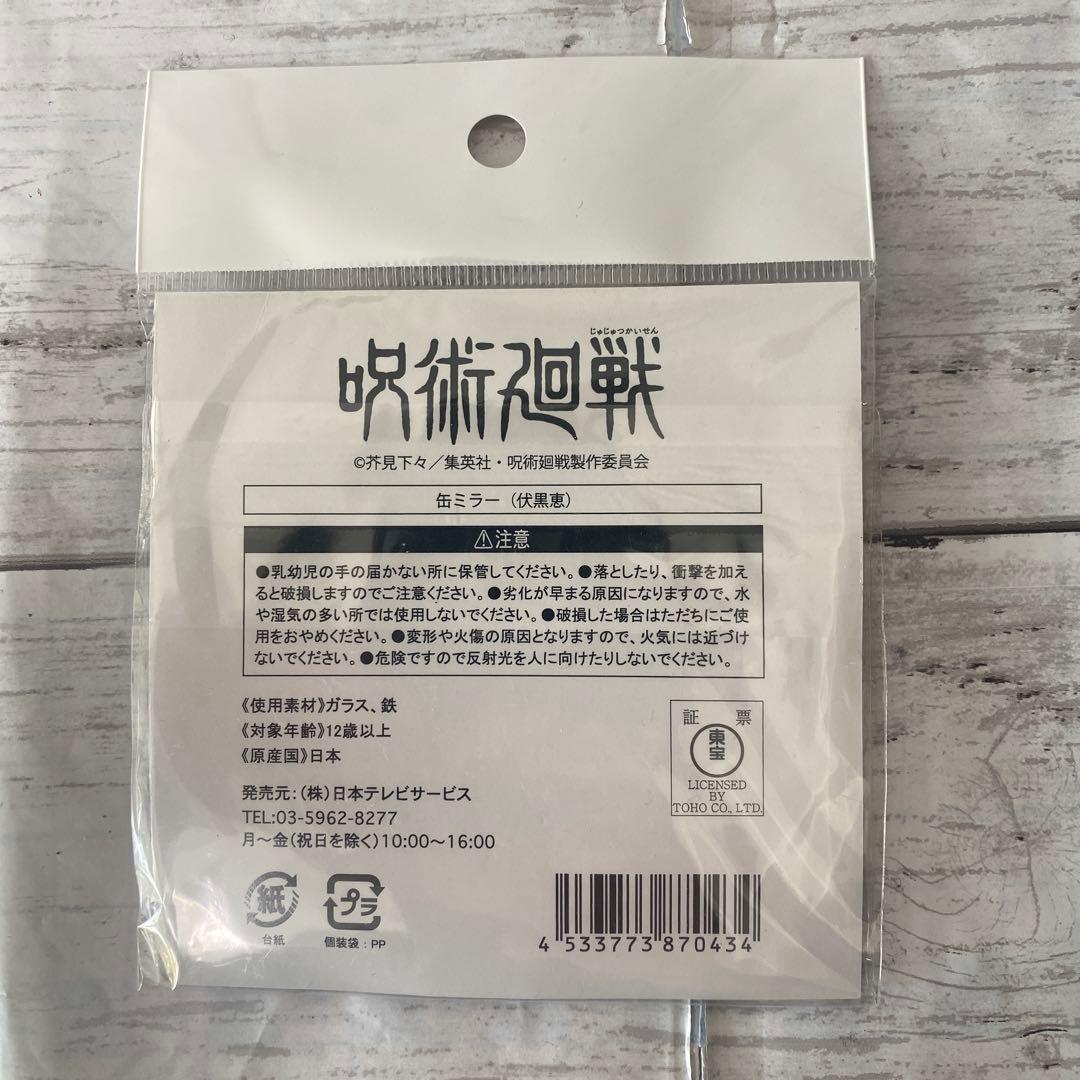 じゅじゅつかいせん
呪術廻戦
©芥見下々／集英社・呪術廻戦製作委員会
缶ミラー（伏黒恵）
⚠注意
●乳幼児の手の届かない所に保管してください。●落としたり、衝撃を加え
ると破損しますのでご注意ください。●劣化が早まる原因になりますので、水
や湿気の多い所では使用しないでください。●破損した場合はただちにご使
用をおやめください。●変形や火傷の原因となりますので、火気には近づけ
ないでください。●危険ですので反射光を人に向けたりしないでください。
《使用素材》ガラス、鉄
《対象年齢》12歳以上
《原産国》日本
発売元：（株）日本テレビサービス
TEL:03-5962-8277
月～金（祝日を除く）10:00～16:00
証 票
東宝
LICENSED
BY
TOHO CO., LTD.
紙
台紙
プラ
個装袋：PP
4 533773 870434